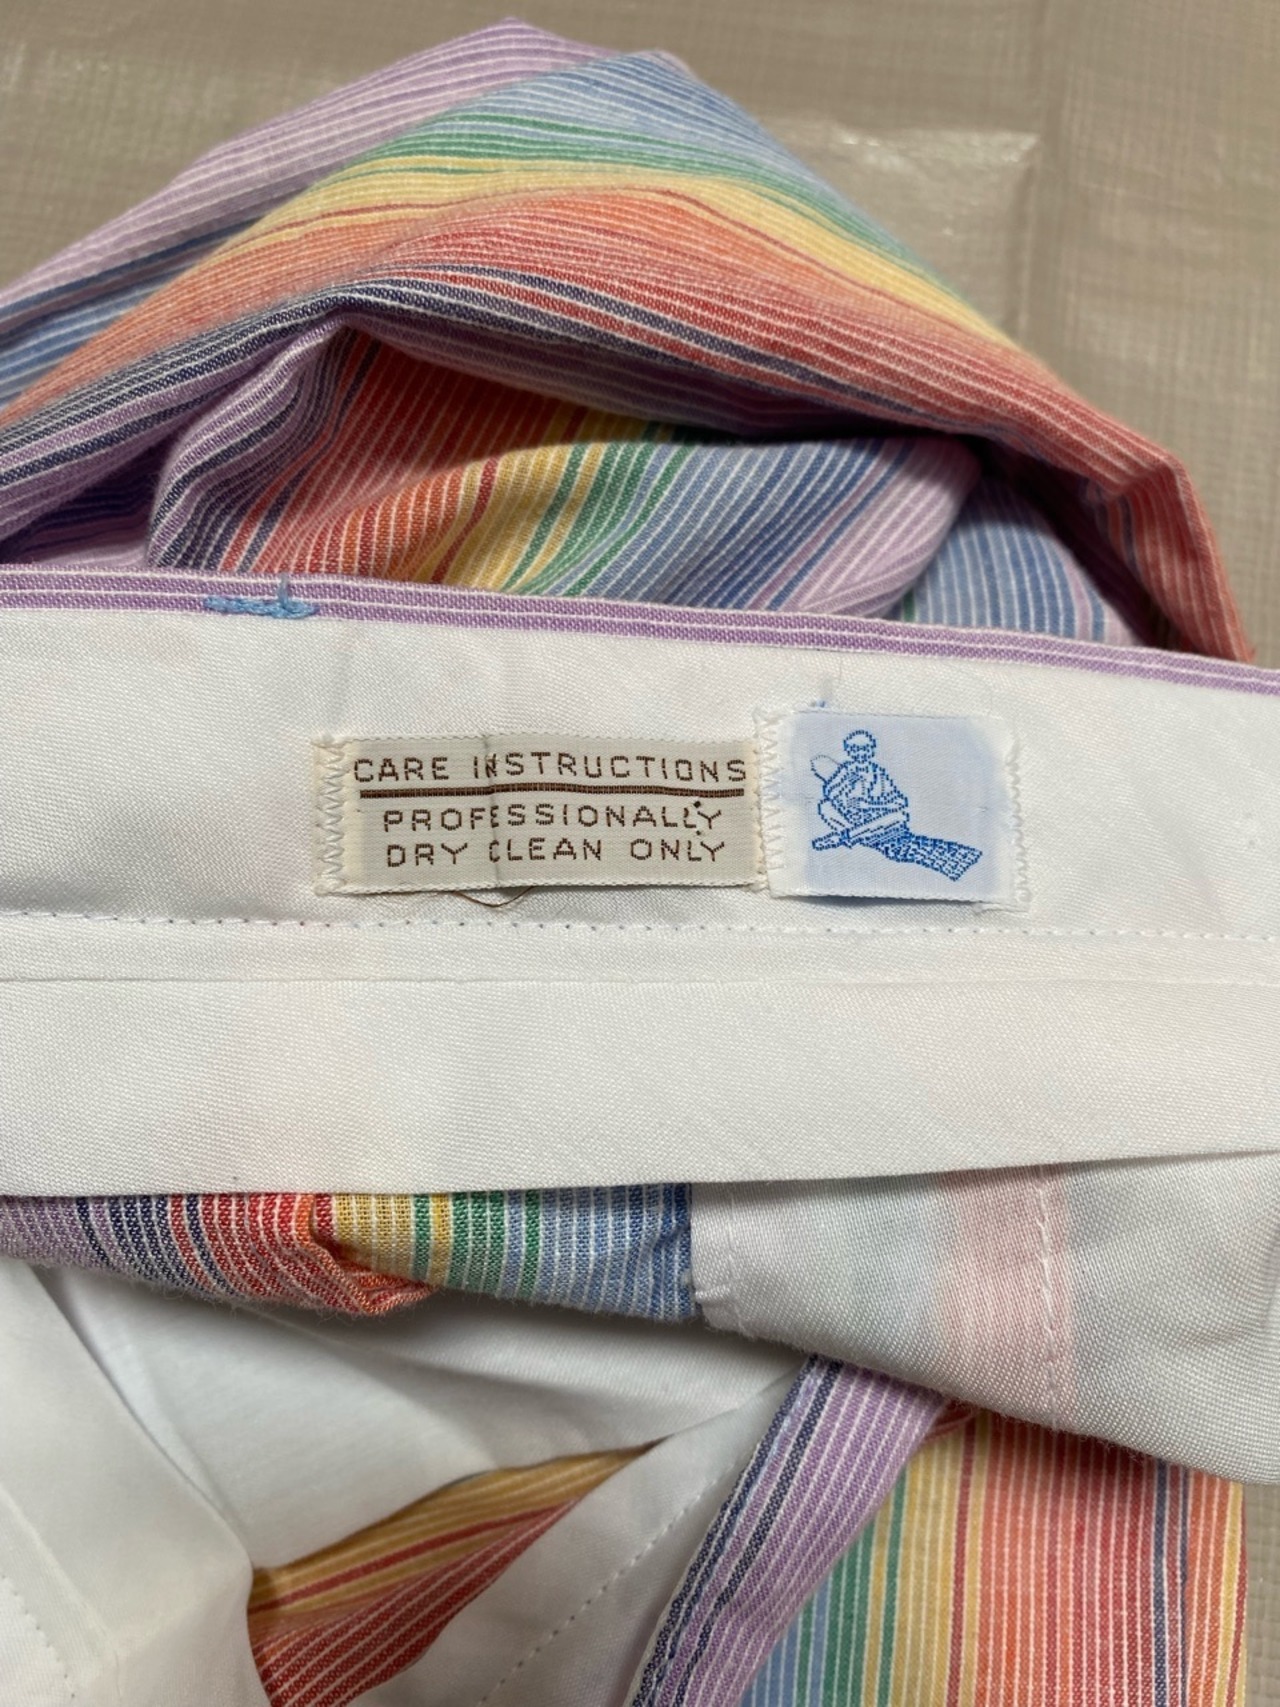 CARE INSTRUCTIONS
PROFESSIONALLY
DRY CLEAN ONLY